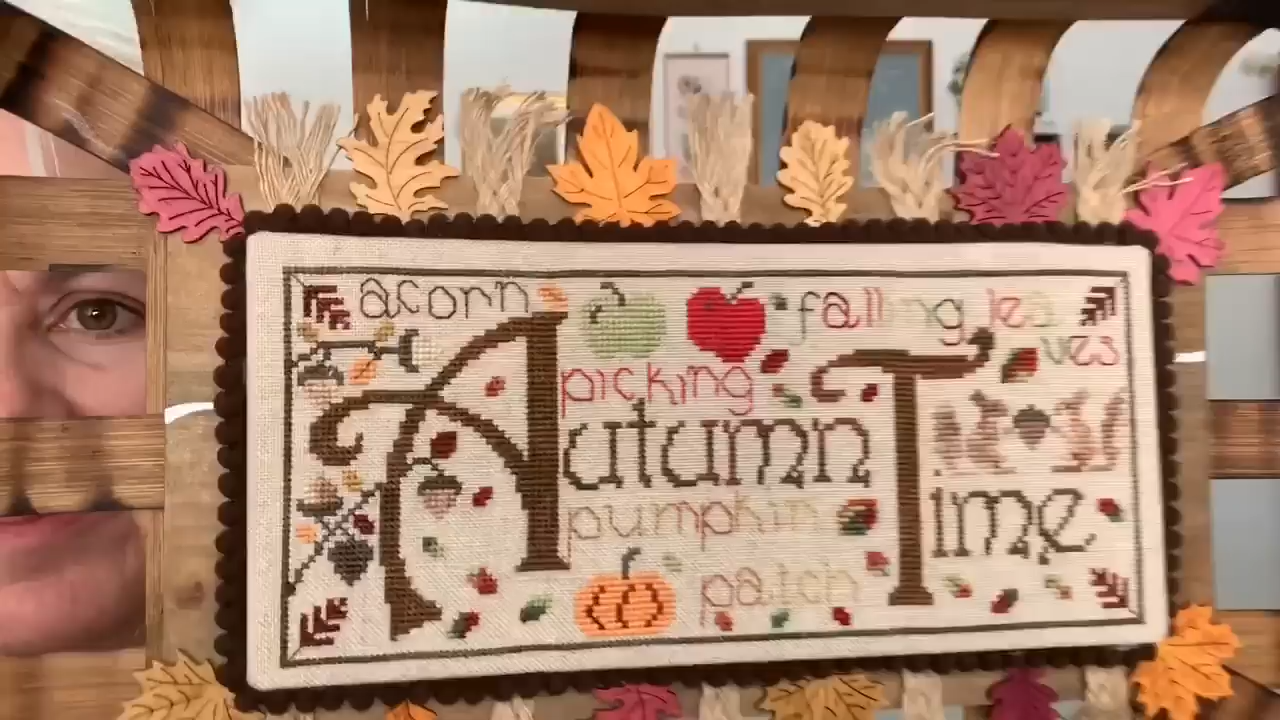 acorn
falling lea
ves
picking
Autumn
Time
pumpkin
patch